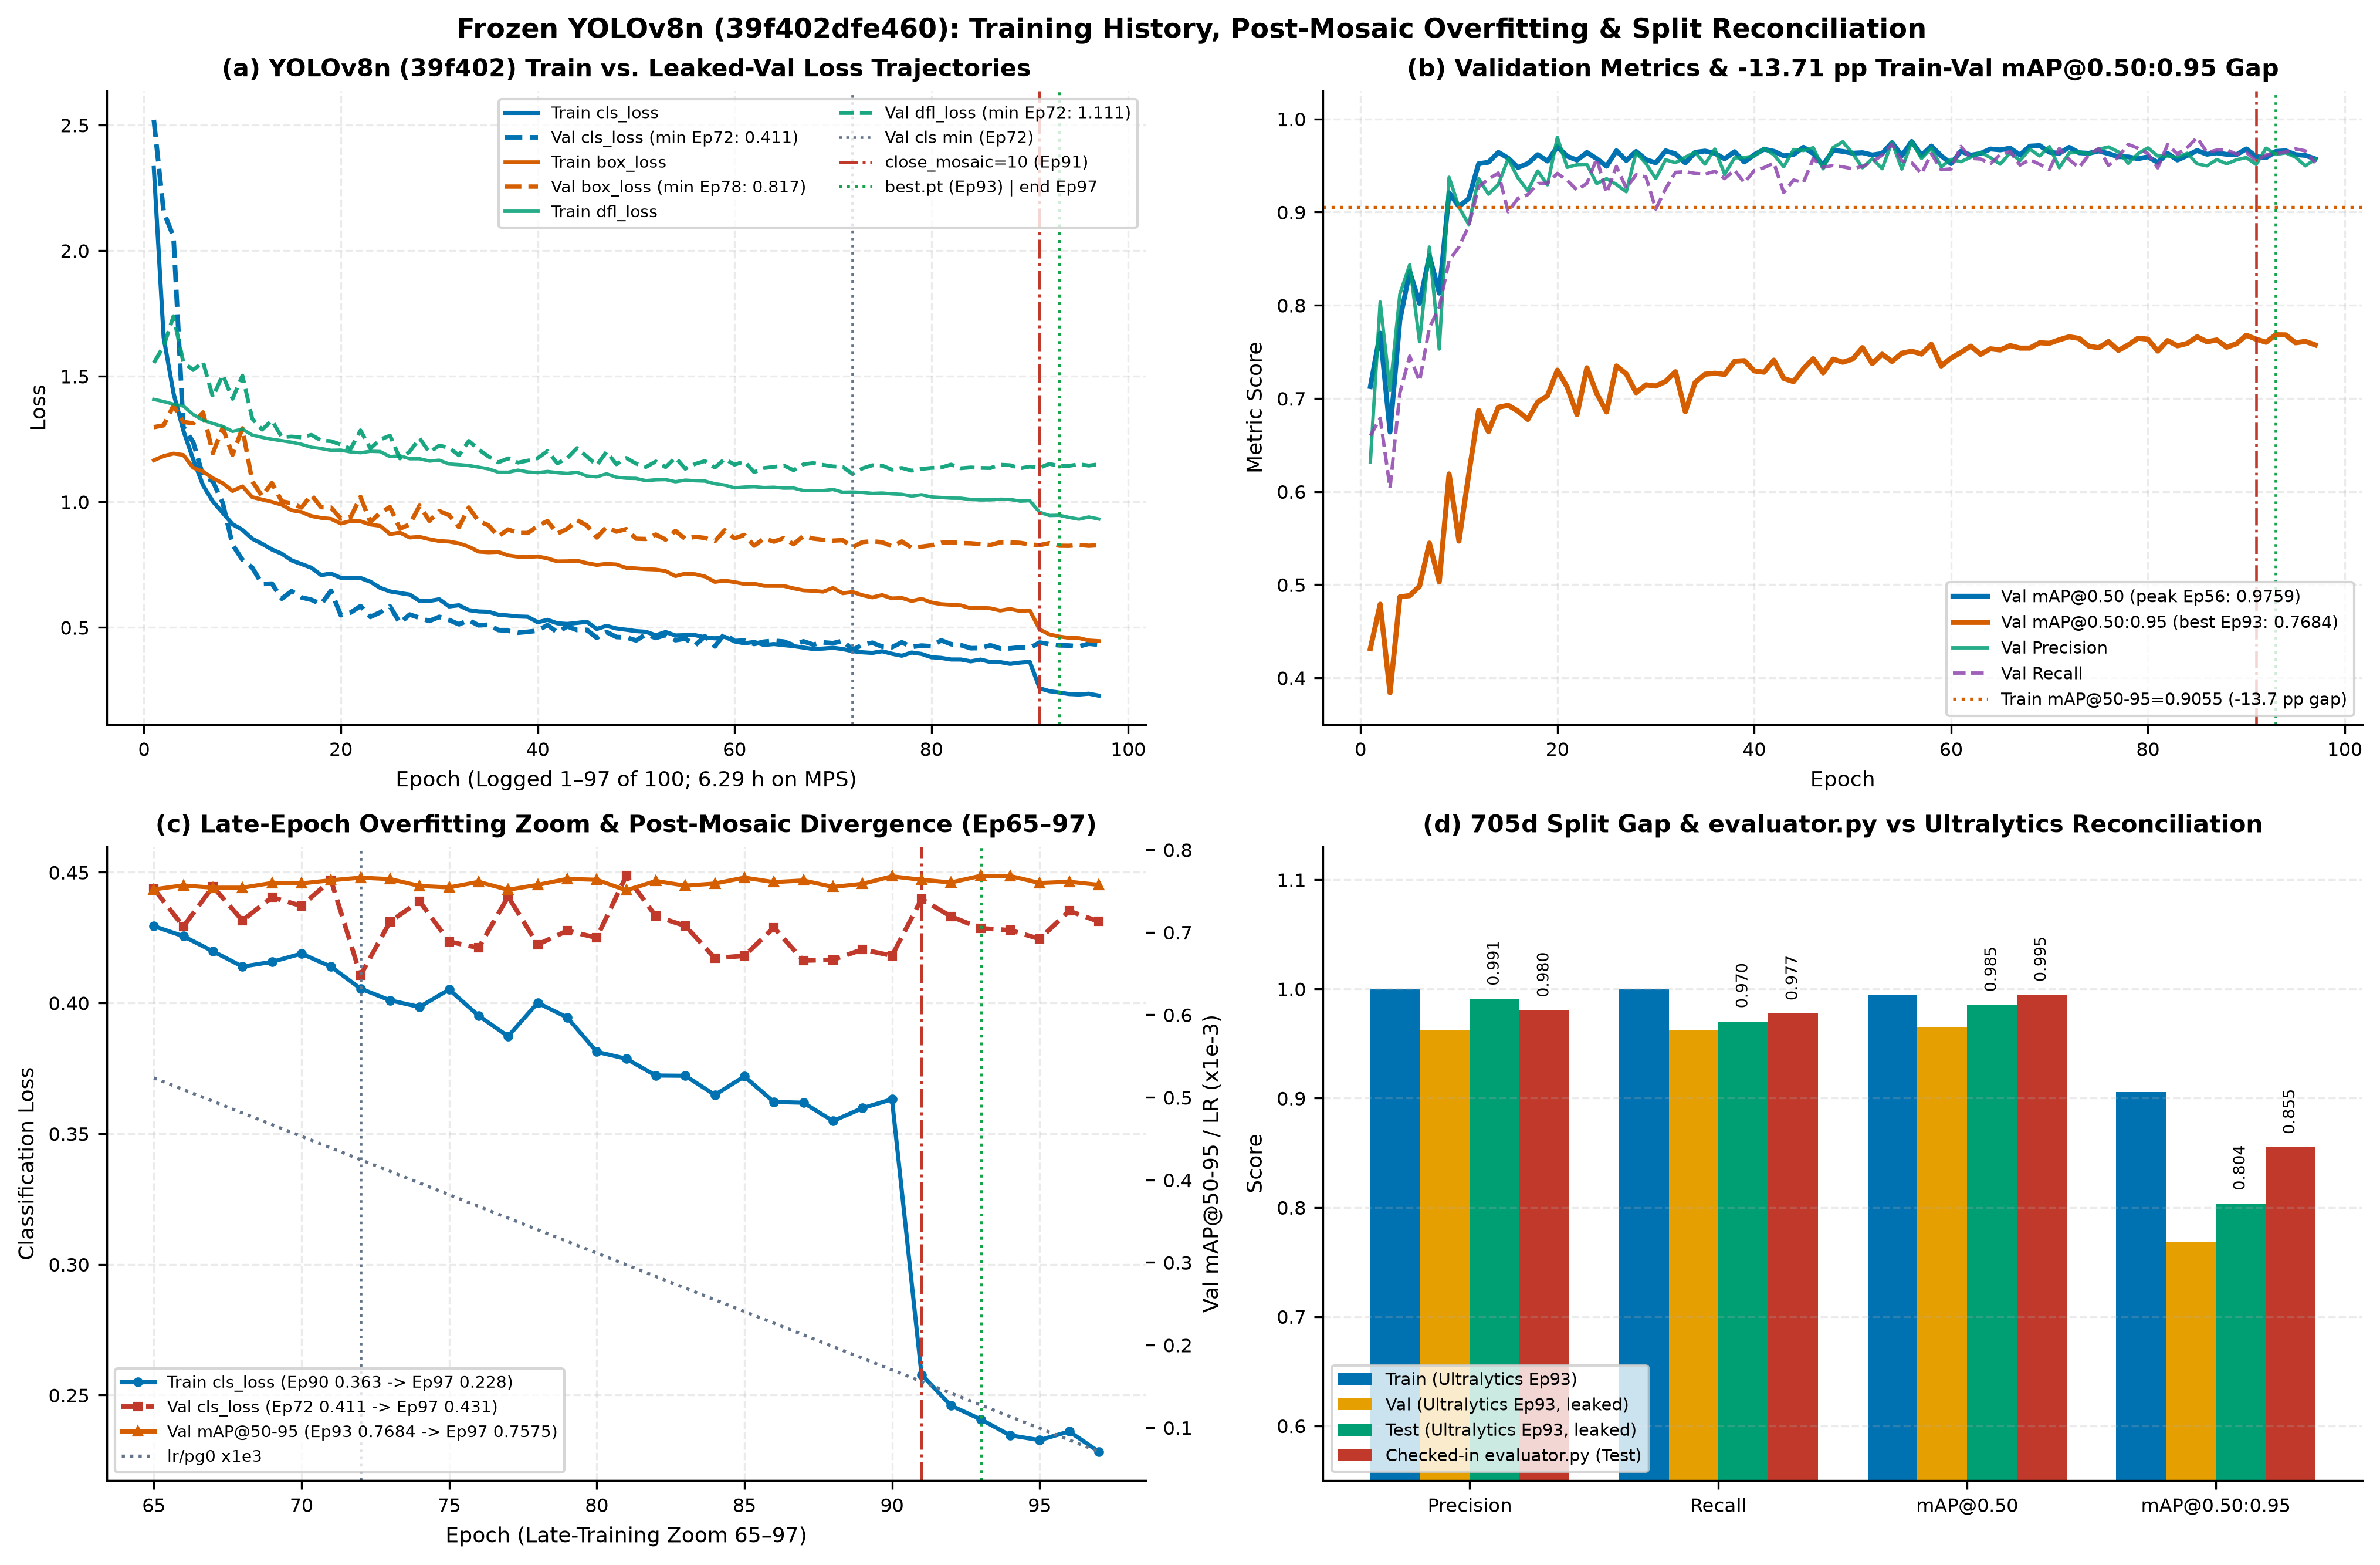 Frozen YOLOv8n (39f402dfe460): Training History, Post-Mosaic Overfitting & Split Reconciliation
(a) YOLOv8n (39f402) Train vs. Leaked-Val Loss Trajectories
Loss
2.5
2.0
1.5
1.0
0.5
Train cls_loss
Val cls_loss (min Ep72: 0.411)
Train box_loss
Val box_loss (min Ep78: 0.817)
Train dfl_loss
Val dfl_loss (min Ep72: 1.111)
Val cls min (Ep72)
close_mosaic=10 (Ep91)
best.pt (Ep93) | end Ep97
0
20
40
60
80
100
Epoch (Logged 1–97 of 100; 6.29 h on MPS)
(b) Validation Metrics & -13.71 pp Train-Val mAP@0.50:0.95 Gap
Metric Score
1.0
0.9
0.8
0.7
0.6
0.5
0.4
Val mAP@0.50 (peak Ep56: 0.9759)
Val mAP@0.50:0.95 (best Ep93: 0.7684)
Val Precision
Val Recall
Train mAP@50-95=0.9055 (-13.7 pp gap)
0
20
40
60
80
100
Epoch
(c) Late-Epoch Overfitting Zoom & Post-Mosaic Divergence (Ep65–97)
Classification Loss
0.45
0.40
0.35
0.30
0.25
Train cls_loss (Ep90 0.363 -> Ep97 0.228)
Val cls_loss (Ep72 0.411 -> Ep97 0.431)
Val mAP@50-95 (Ep93 0.7684 -> Ep97 0.7575)
lr/pg0 x1e3
65
70
75
80
85
90
95
Epoch (Late-Training Zoom 65–97)
0.8
0.7
0.6
0.5
0.4
0.3
0.2
0.1
Val mAP@50-95 / LR (x1e-3)
(d) 705d Split Gap & evaluator.py vs Ultralytics Reconciliation
Score
1.1
1.0
0.9
0.8
0.7
0.6
0.991
0.980
0.970
0.977
0.985
0.995
0.804
0.855
Train (Ultralytics Ep93)
Val (Ultralytics Ep93, leaked)
Test (Ultralytics Ep93, leaked)
Checked-in evaluator.py (Test)
Precision
Recall
mAP@0.50
mAP@0.50:0.95